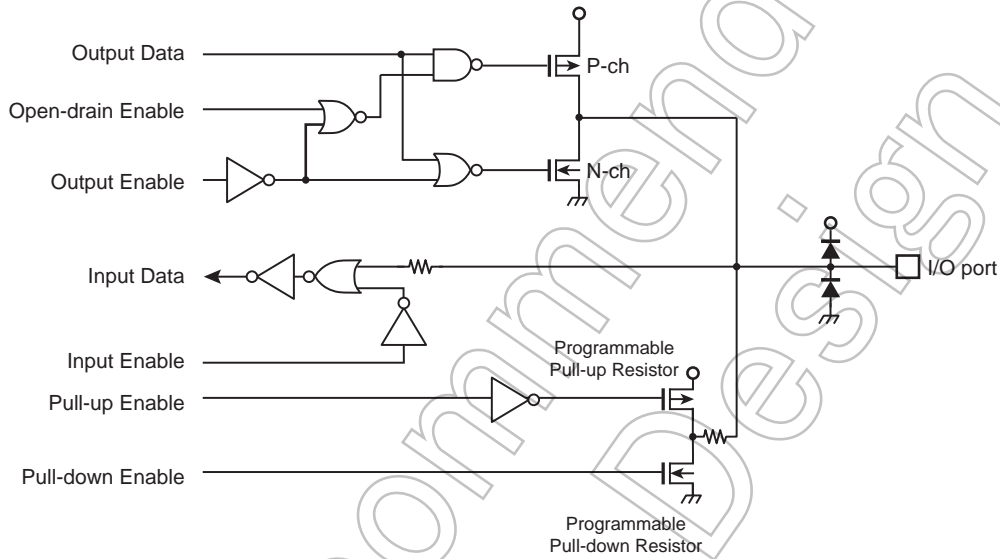 Output Data
P-ch
Open-drain Enable
Output Enable
N-ch
Input Data
I/O port
Input Enable
Programmable
Pull-up Resistor
Pull-up Enable
Pull-down Enable
Programmable
Pull-down Resistor
Design